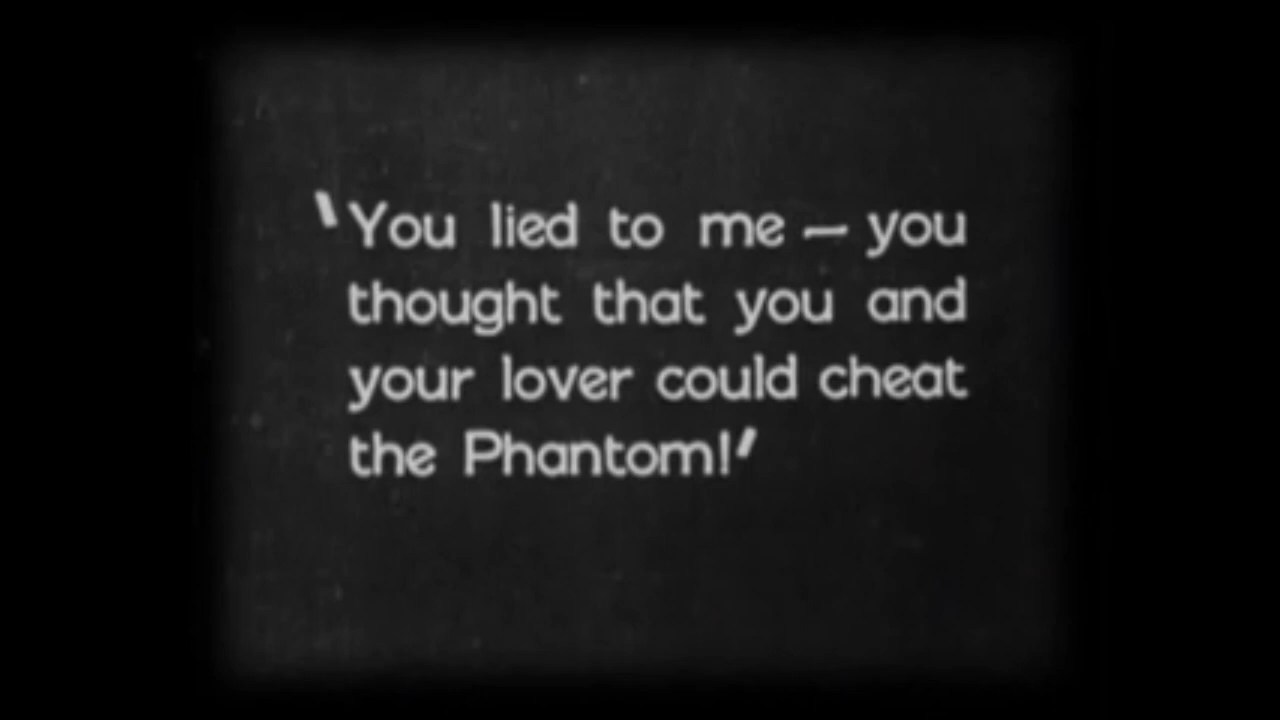 'You lied to me — you
thought that you and
your lover could cheat
the Phantom!'